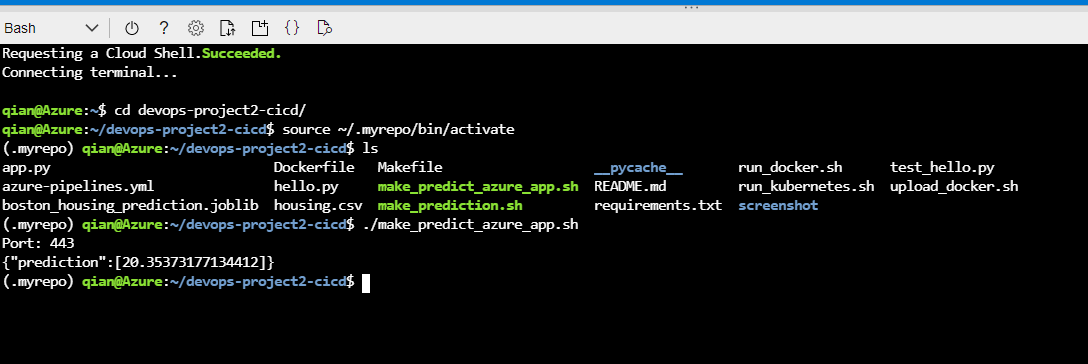 Bash
Requesting a Cloud Shell.Succeeded.
Connecting terminal...
qian@Azure:~$ cd devops-project2-cicd/
qian@Azure:~/devops-project2-cicd$ source ~/.myrepo/bin/activate
(.myrepo) qian@Azure:~/devops-project2-cicd$ ls
app.py Dockerfile Makefile __pycache__ run_docker.sh test_hello.py
azure-pipelines.yml hello.py make_predict_azure_app.sh README.md run_kubernetes.sh upload_docker.sh
boston_housing_prediction.joblib housing.csv make_prediction.sh requirements.txt screenshot
(.myrepo) qian@Azure:~/devops-project2-cicd$ ./make_predict_azure_app.sh
Port: 443
{"prediction":[20.35373177134412]}
(.myrepo) qian@Azure:~/devops-project2-cicd$